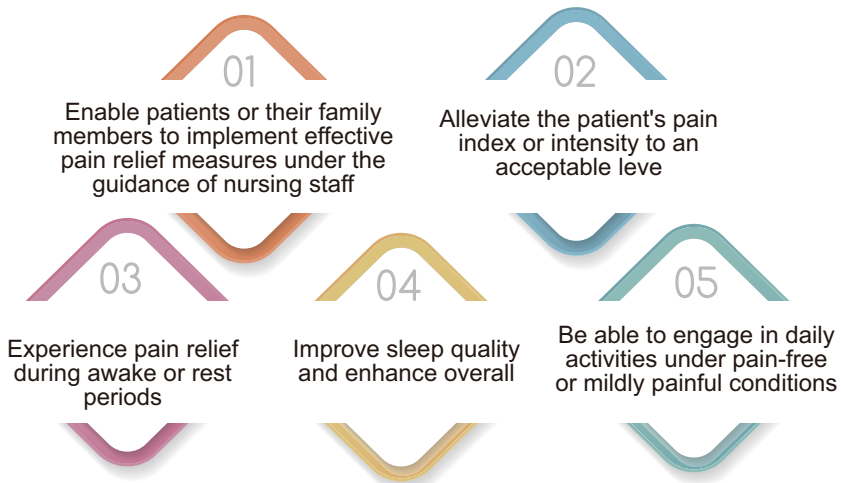 01
Enable patients or their family
members to implement effective
pain relief measures under the
guidance of nursing staff
02
Alleviate the patient's pain
index or intensity to an
acceptable leve
03
Experience pain relief
during awake or rest
periods
04
Improve sleep quality
and enhance overall
05
Be able to engage in daily
activities under pain-free
or mildly painful conditions